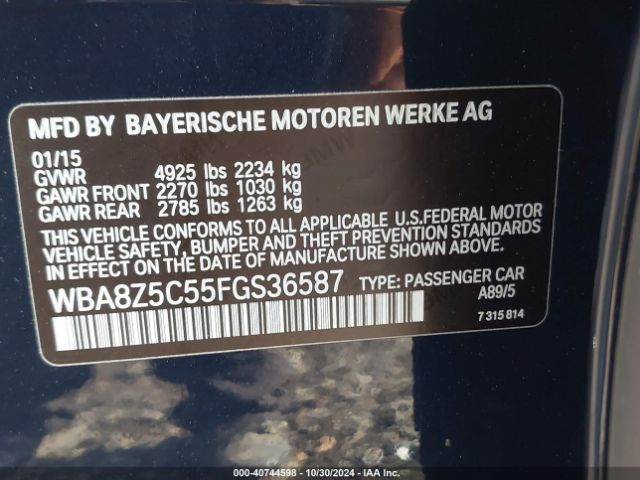 MFD BY BAYERISCHE MOTOREN WERKE AG
01/15
GVWR 4925 lbs 2234 kg
GAWR FRONT 2270 lbs 1030 kg
GAWR REAR 2785 lbs 1263 kg
THIS VEHICLE CONFORMS TO ALL APPLICABLE U.S.FEDERAL MOTOR
VEHICLE SAFETY, BUMPER AND THEFT PREVENTION STANDARDS
IN EFFECT ON THE DATE OF MANUFACTURE SHOWN ABOVE.
WBA8Z5C55FGS36587 TYPE: PASSENGER CAR
A89/5
7 315 814
000-40744598 - 10/30/2024 - IAA Inc.